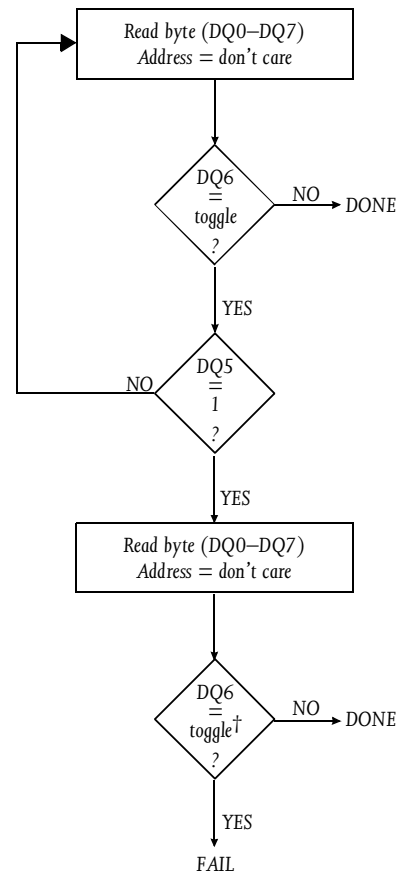 Read byte (DQ0–DQ7)
Address = don't care
DQ6
=
toggle
?
NO
DONE
YES
DQ5
=
1
?
NO
YES
Read byte (DQ0–DQ7)
Address = don't care
DQ6
=
toggle†
?
NO
DONE
YES
FAIL